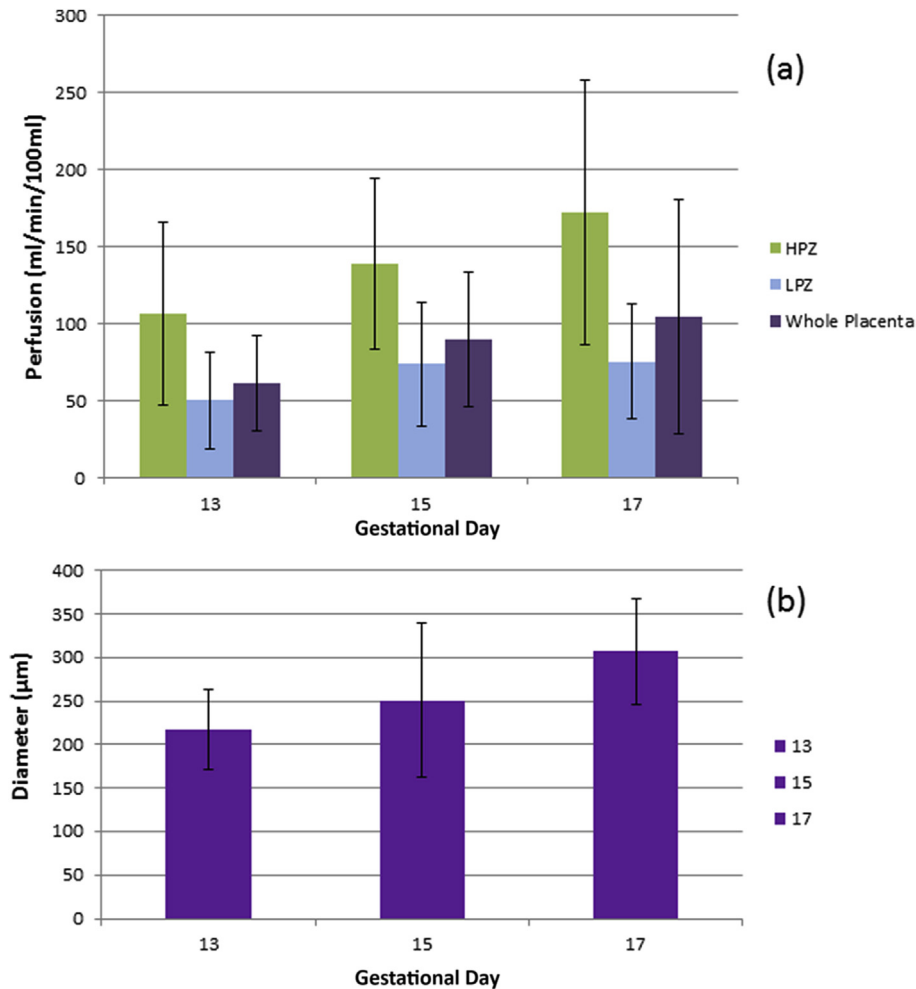 (a)
Perfusion (ml/min/100ml)
300
250
200
150
100
50
0
13 15 17
Gestational Day
HPZ
LPZ
Whole Placenta
(b)
Diameter (µm)
400
350
300
250
200
150
100
50
0
13 15 17
Gestational Day
13
15
17